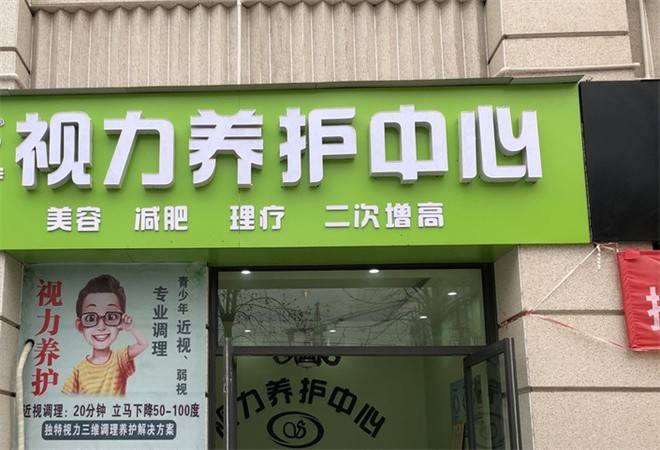 视力养护中心
美容 减肥 理疗 二次增高
视力养护
青少年近视、弱视
专业调理
近视调理：20分钟 立马下降50-100度
独特视力三维调理养护解决方案
视力养护中心